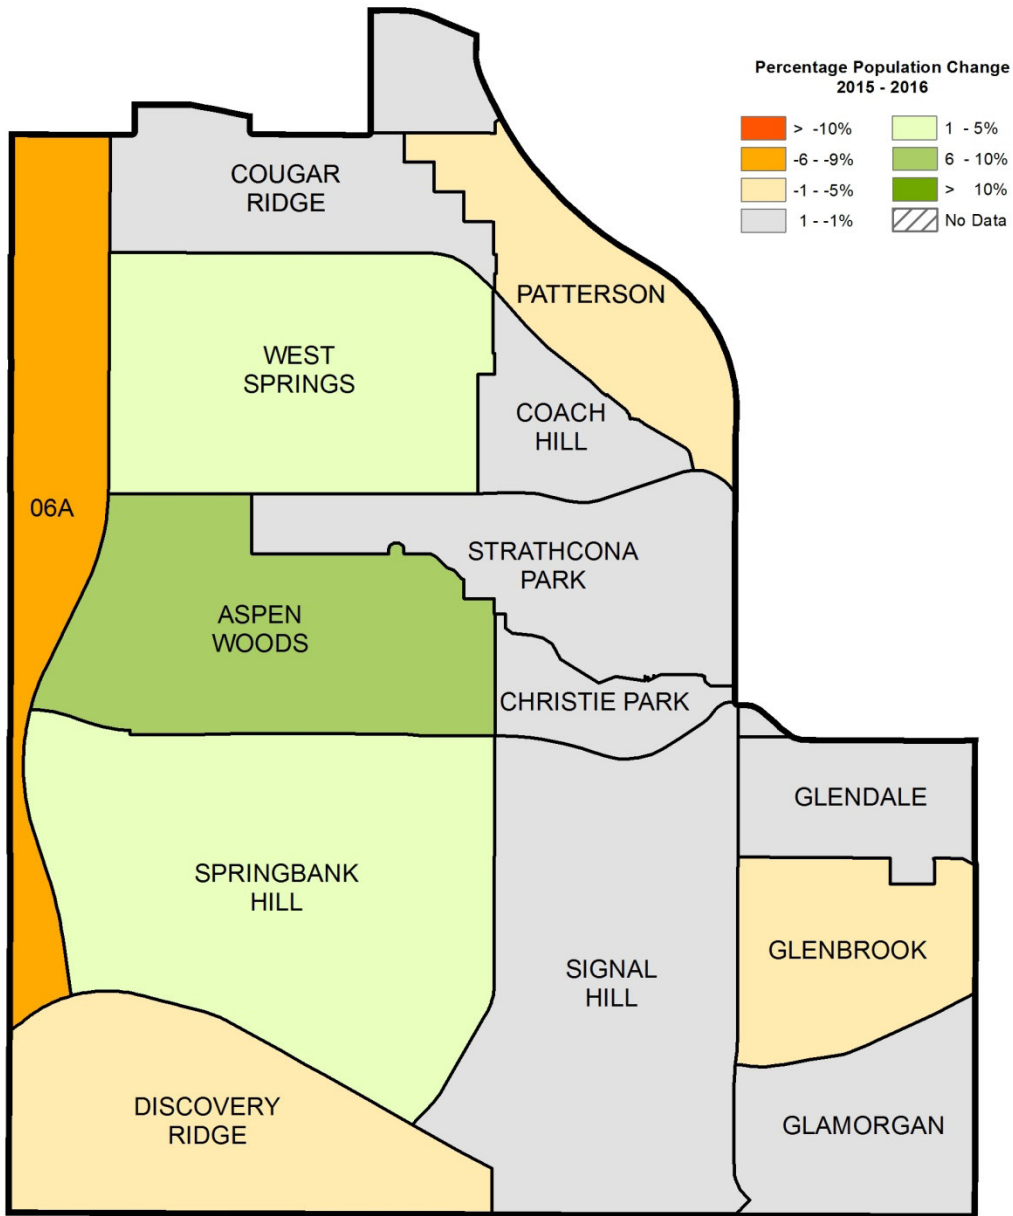 Percentage Population Change
2015 - 2016
> -10%
-6 - -9%
-1 - -5%
1 - -1%
1 - 5%
6 - 10%
> 10%
No Data
COUGAR
RIDGE
PATTERSON
WEST
SPRINGS
COACH
HILL
06A
STRATHCONA
PARK
ASPEN
WOODS
CHRISTIE PARK
GLENDALE
SPRINGBANK
HILL
GLENBROOK
SIGNAL
HILL
DISCOVERY
RIDGE
GLAMORGAN